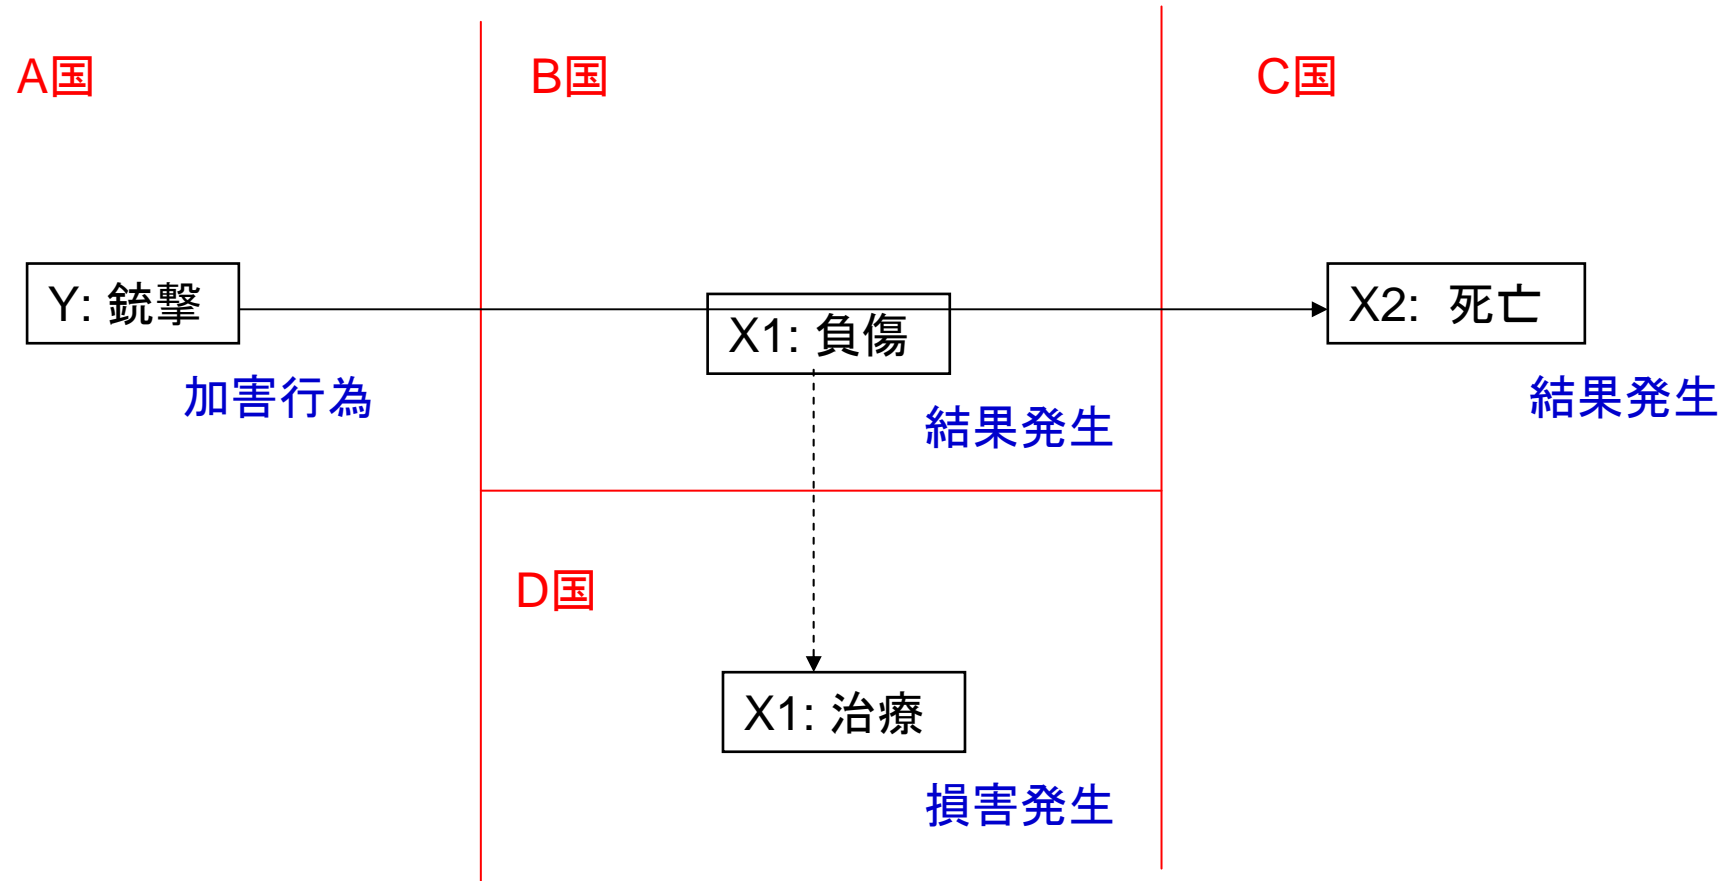 A国
B国
C国
Y: 銃撃
X1: 負傷
X2: 死亡
加害行為
結果発生
結果発生
D国
X1: 治療
損害発生